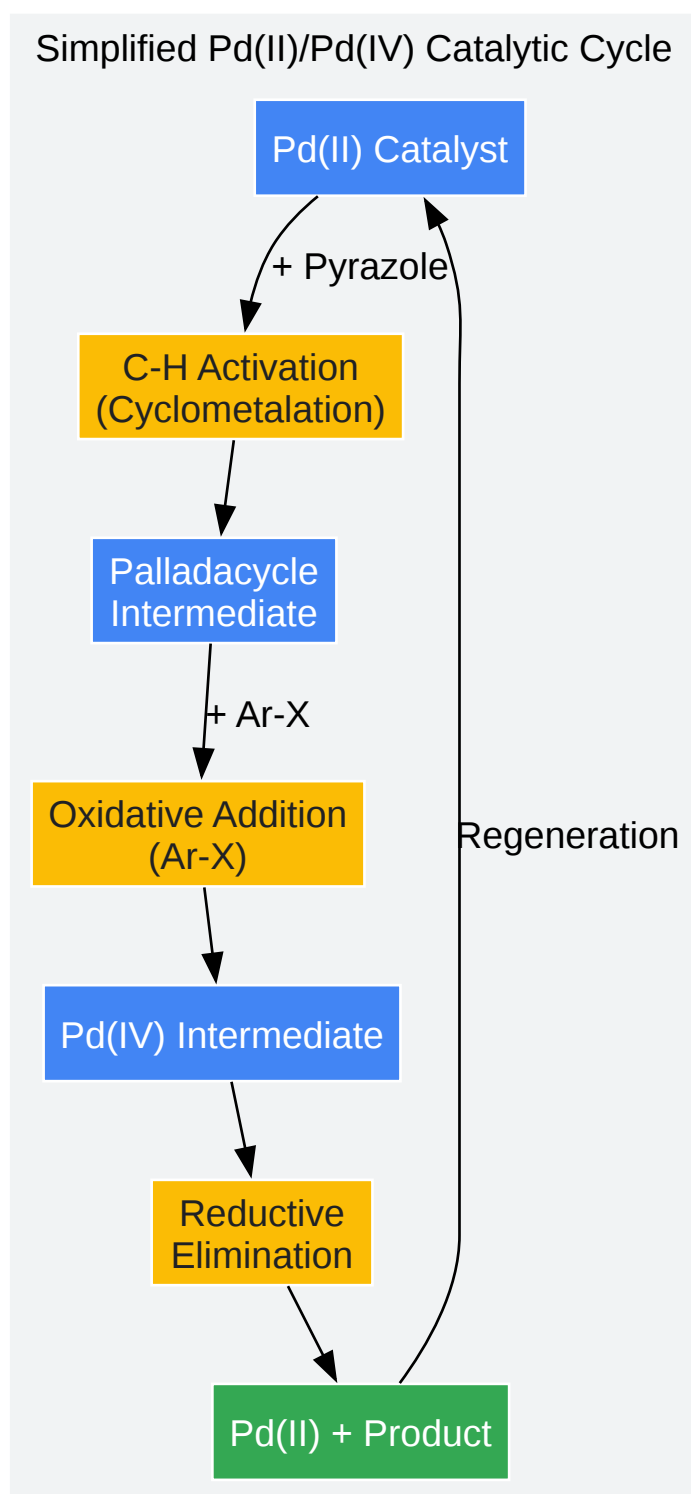 Simplified Pd(II)/Pd(IV) Catalytic Cycle
Pd(II) Catalyst
+ Pyrazole
C-H Activation
(Cyclometalation)
Palladacycle
Intermediate
+ Ar-X
Oxidative Addition
(Ar-X)
Regeneration
Pd(IV) Intermediate
Reductive
Elimination
Pd(II) + Product